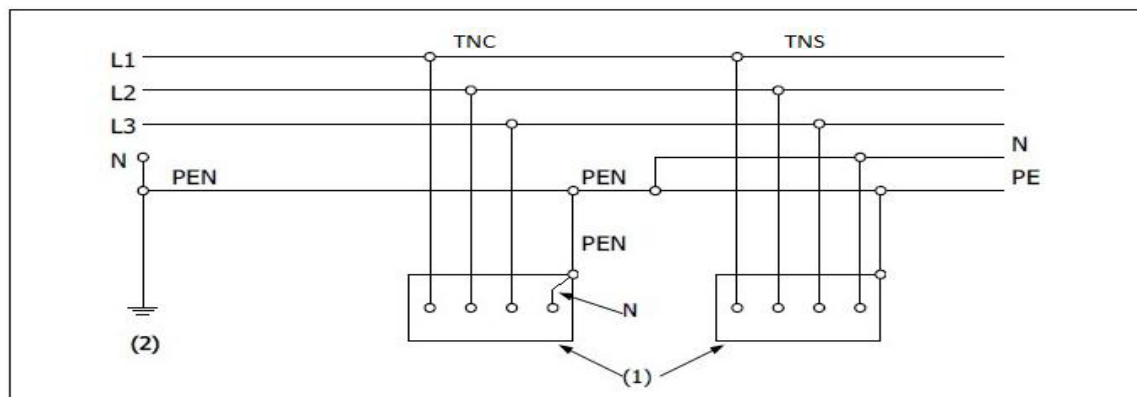 TNC TNS
L1
L2
L3
N N
PEN PEN PE
PEN
N
(2)
(1)